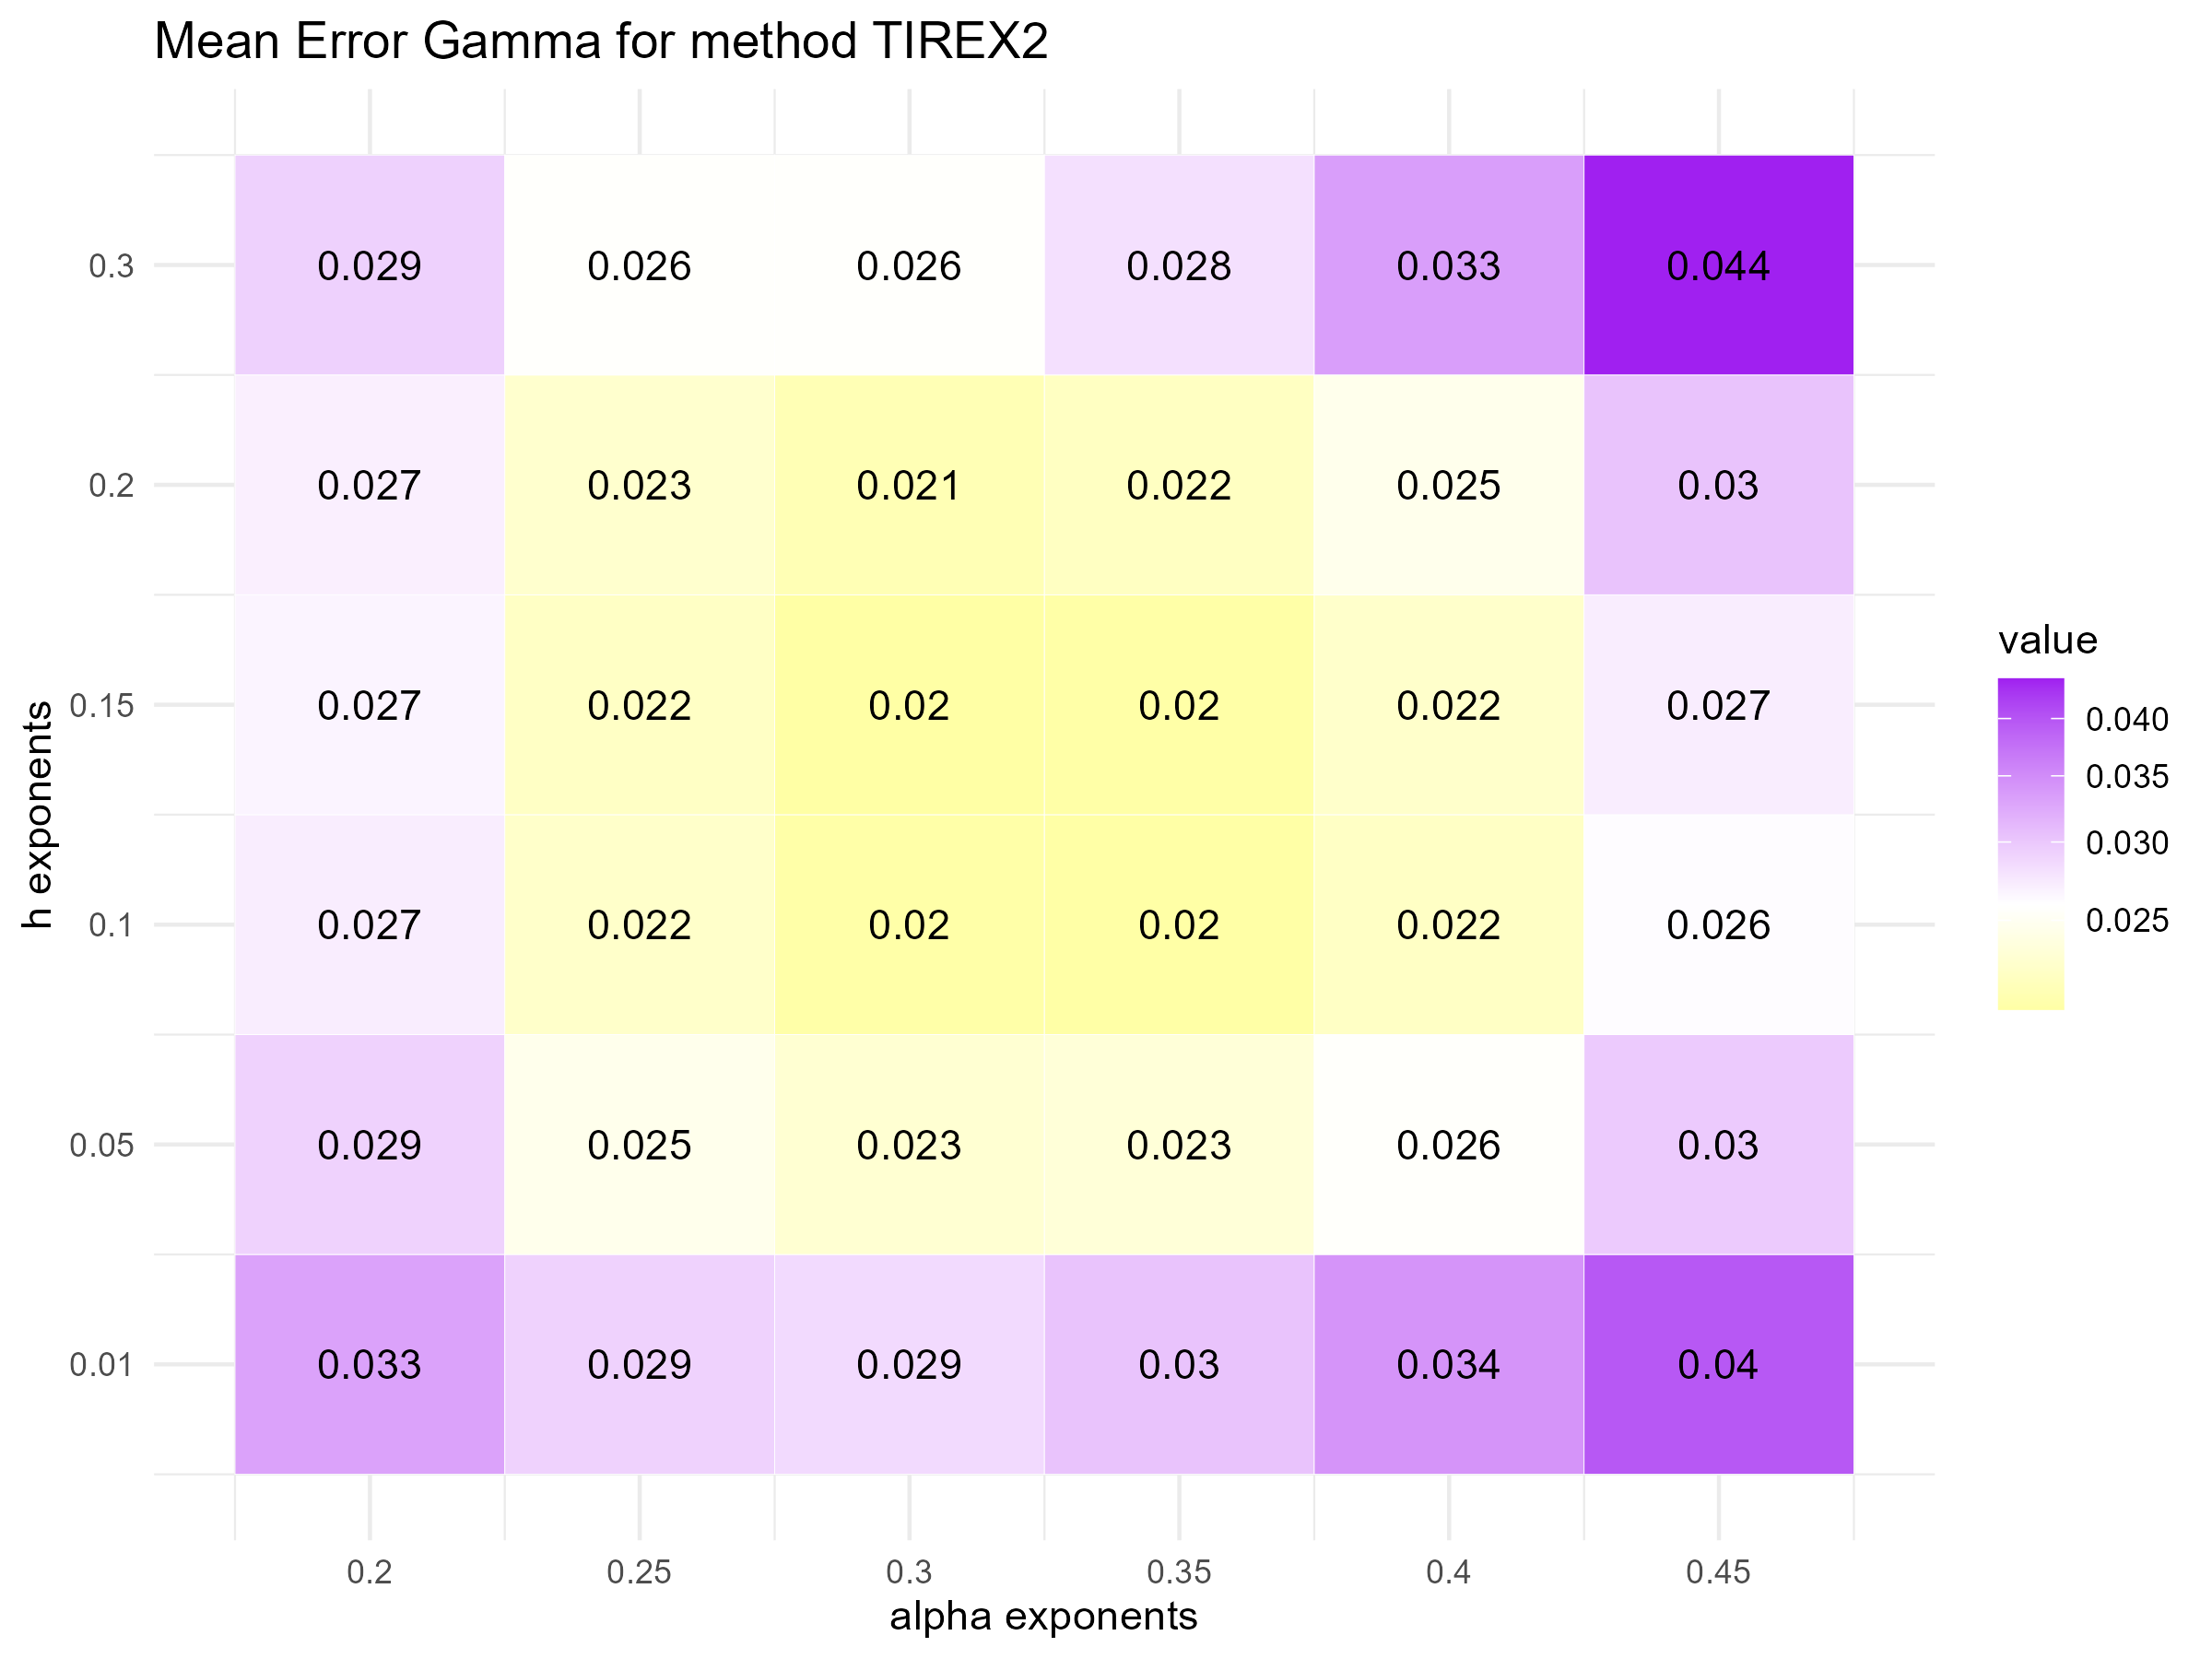 Mean Error Gamma for method TIREX2
0.3 0.029 0.026 0.026 0.028 0.033 0.044
0.2 0.027 0.023 0.021 0.022 0.025 0.03
0.15 0.027 0.022 0.02 0.02 0.022 0.027
0.1 0.027 0.022 0.02 0.02 0.022 0.026
0.05 0.029 0.025 0.023 0.023 0.026 0.03
0.01 0.033 0.029 0.029 0.03 0.034 0.04
h exponents
0.2 0.25 0.3 0.35 0.4 0.45
alpha exponents
value
0.040
0.035
0.030
0.025